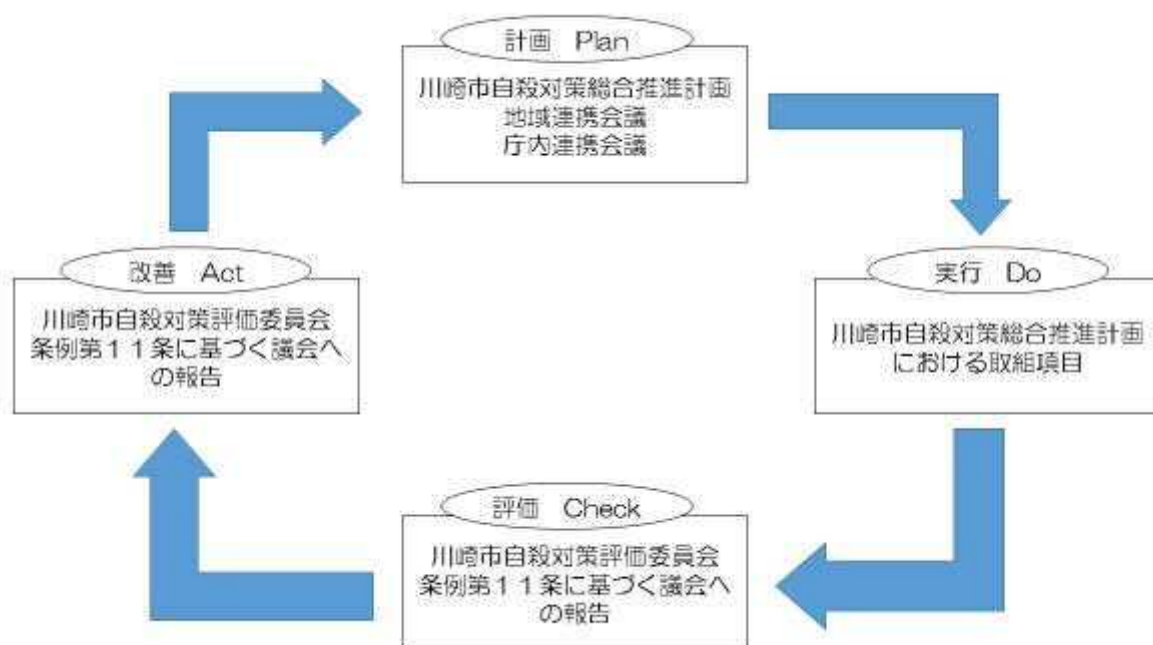 計画　Plan
川崎市自殺対策総合推進計画
地域連携会議
庁内連携会議
改善　Act
川崎市自殺対策評価委員会
条例第１１条に基づく議会へ
の報告
実行　Do
川崎市自殺対策総合推進計画
における取組項目
評価　Check
川崎市自殺対策評価委員会
条例第１１条に基づく議会へ
の報告